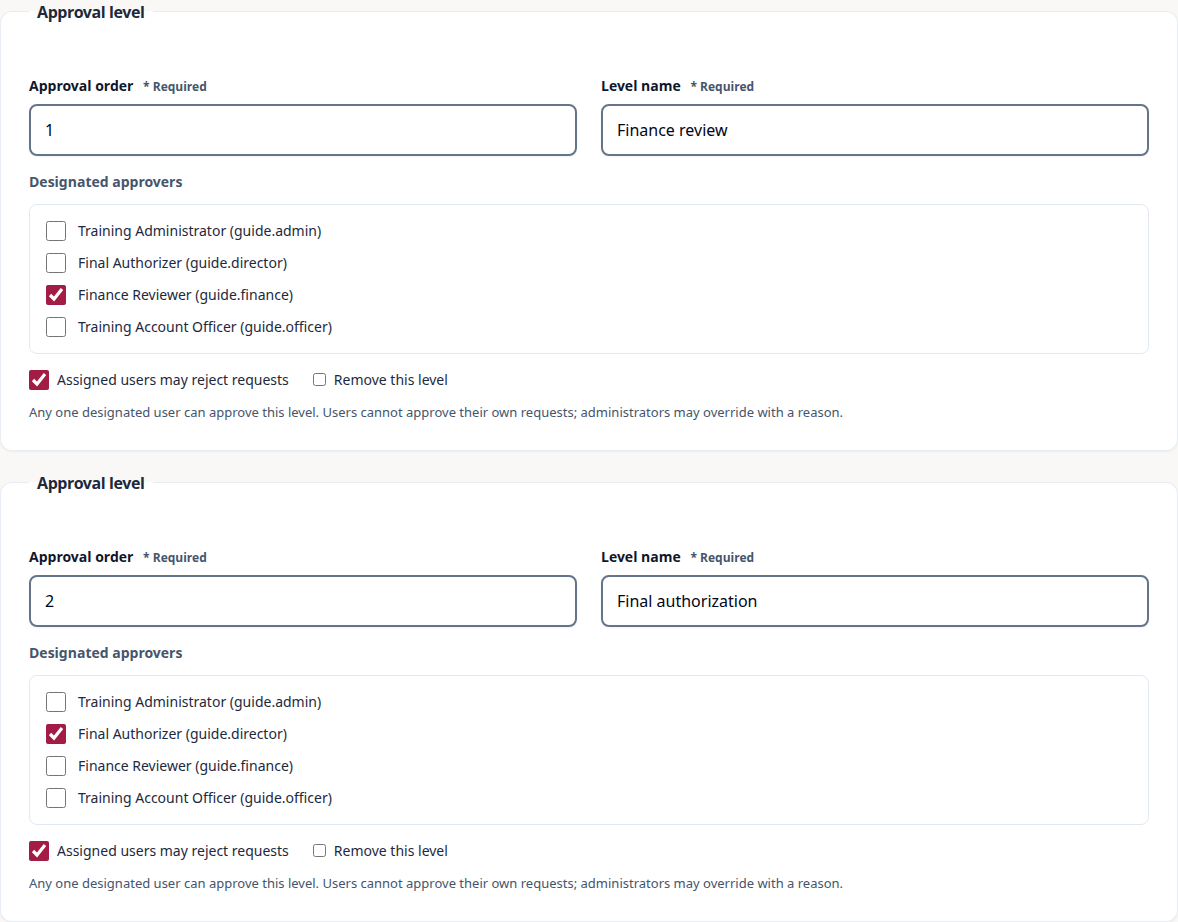 Approval level
Approval order * Required
Level name * Required
1
Finance review
Designated approvers
Training Administrator (guide.admin)
Final Authorizer (guide.director)
Finance Reviewer (guide.finance)
Training Account Officer (guide.officer)
Assigned users may reject requests
Remove this level
Any one designated user can approve this level. Users cannot approve their own requests; administrators may override with a reason.
Approval level
Approval order * Required
Level name * Required
2
Final authorization
Designated approvers
Training Administrator (guide.admin)
Final Authorizer (guide.director)
Finance Reviewer (guide.finance)
Training Account Officer (guide.officer)
Assigned users may reject requests
Remove this level
Any one designated user can approve this level. Users cannot approve their own requests; administrators may override with a reason.